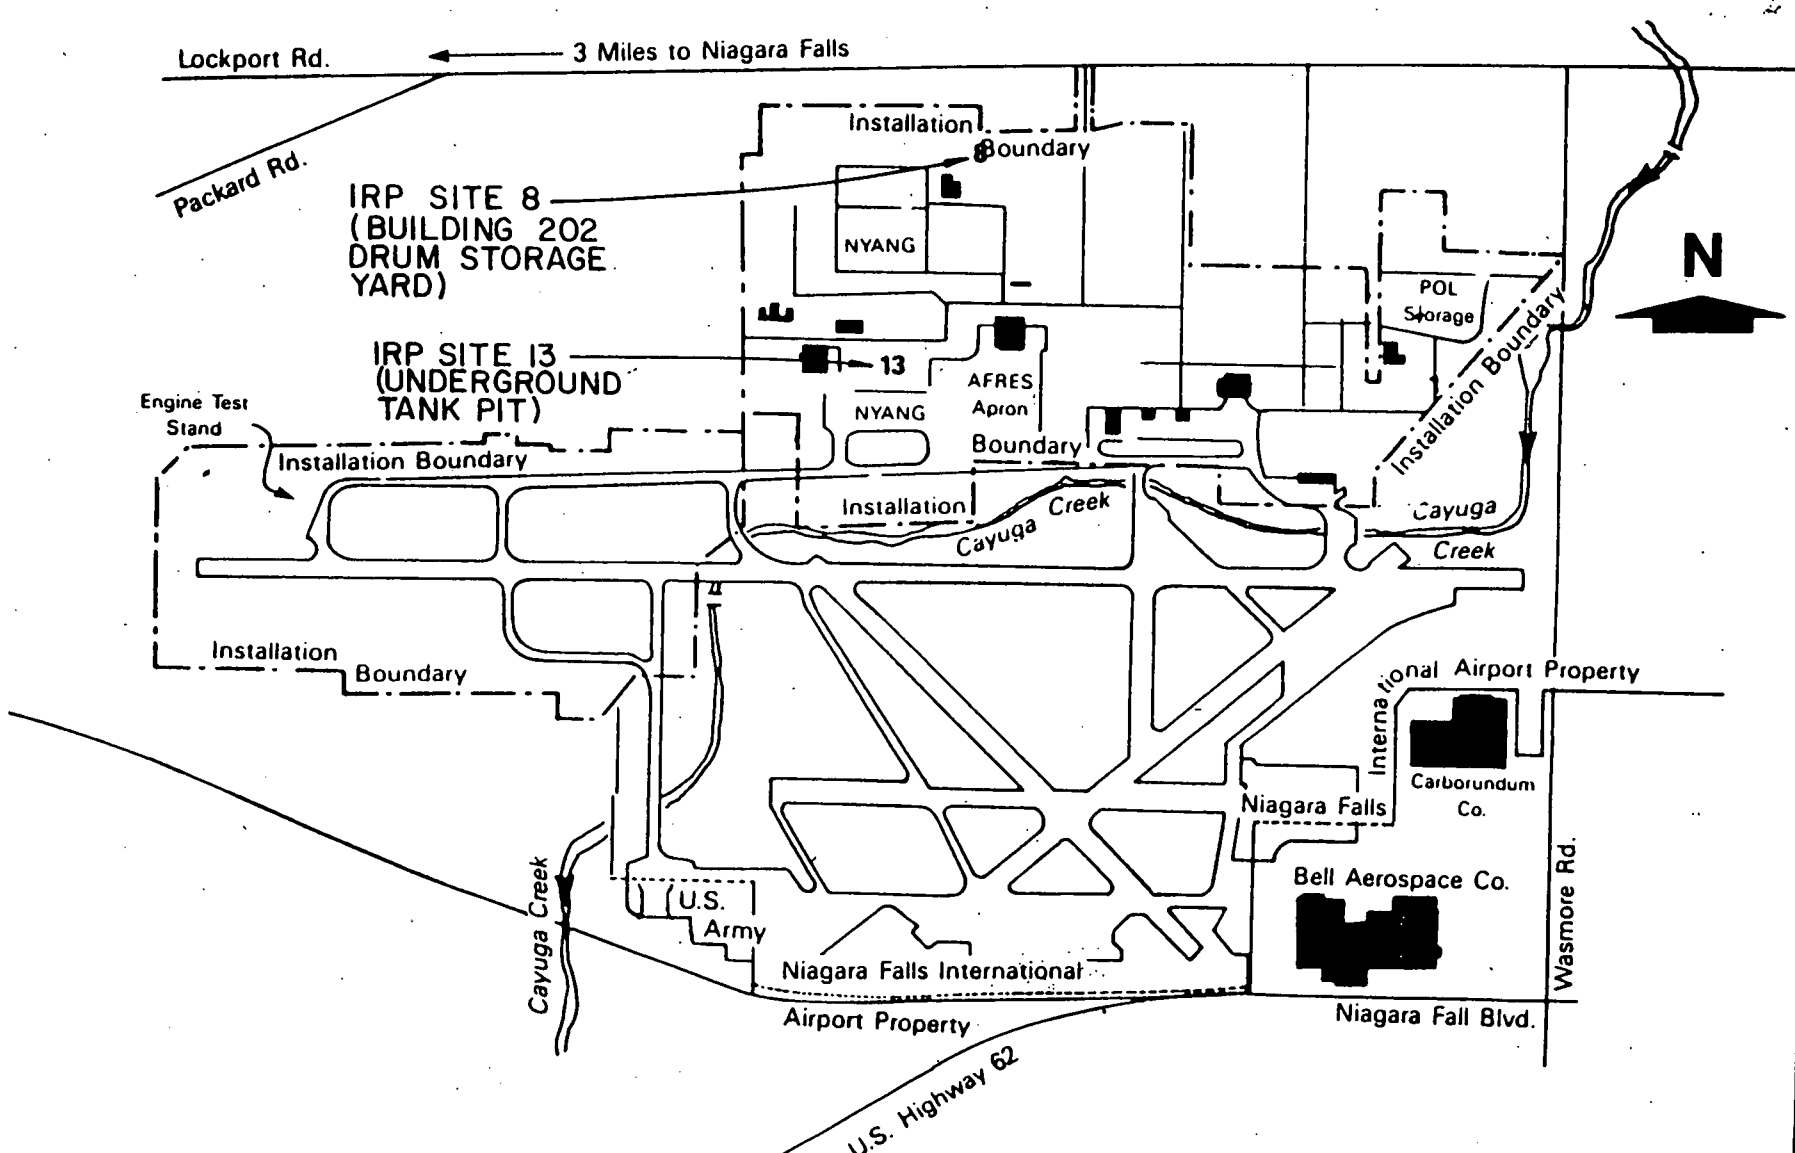 Lockport Rd.
3 Miles to Niagara Falls
Packard Rd.
Installation
Boundary
8
IRP SITE 8
(BUILDING 202
DRUM STORAGE
YARD)
NYANG
N
POL
Storage
Installation Boundary
IRP SITE 13
(UNDERGROUND
TANK PIT)
13
AFRES
Apron
NYANG
Engine Test
Stand
Installation Boundary
Boundary
Installation
Cayuga Creek
Cayuga
Creek
Installation
Boundary
International Airport Property
Carborundum
Co.
Niagara Falls
Bell Aerospace Co.
Wasmore Rd.
Cayuga Creek
U.S.
Army
Niagara Falls International
Airport Property
Niagara Fall Blvd.
U.S. Highway 62